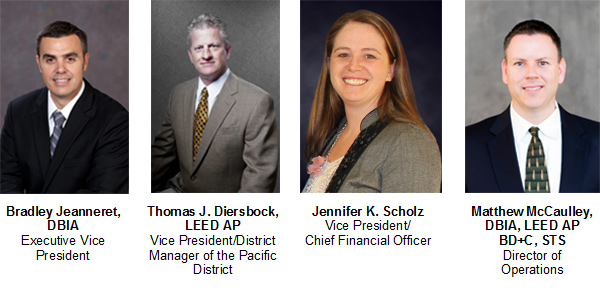 Bradley Jeanneret,
DBIA
Executive Vice
President
Thomas J. Diersbock,
LEED AP
Vice President/District
Manager of the Pacific
District
Jennifer K. Scholz
Vice President/
Chief Financial Officer
Matthew McCaulley,
DBIA, LEED AP
BD+C, STS
Director of
Operations